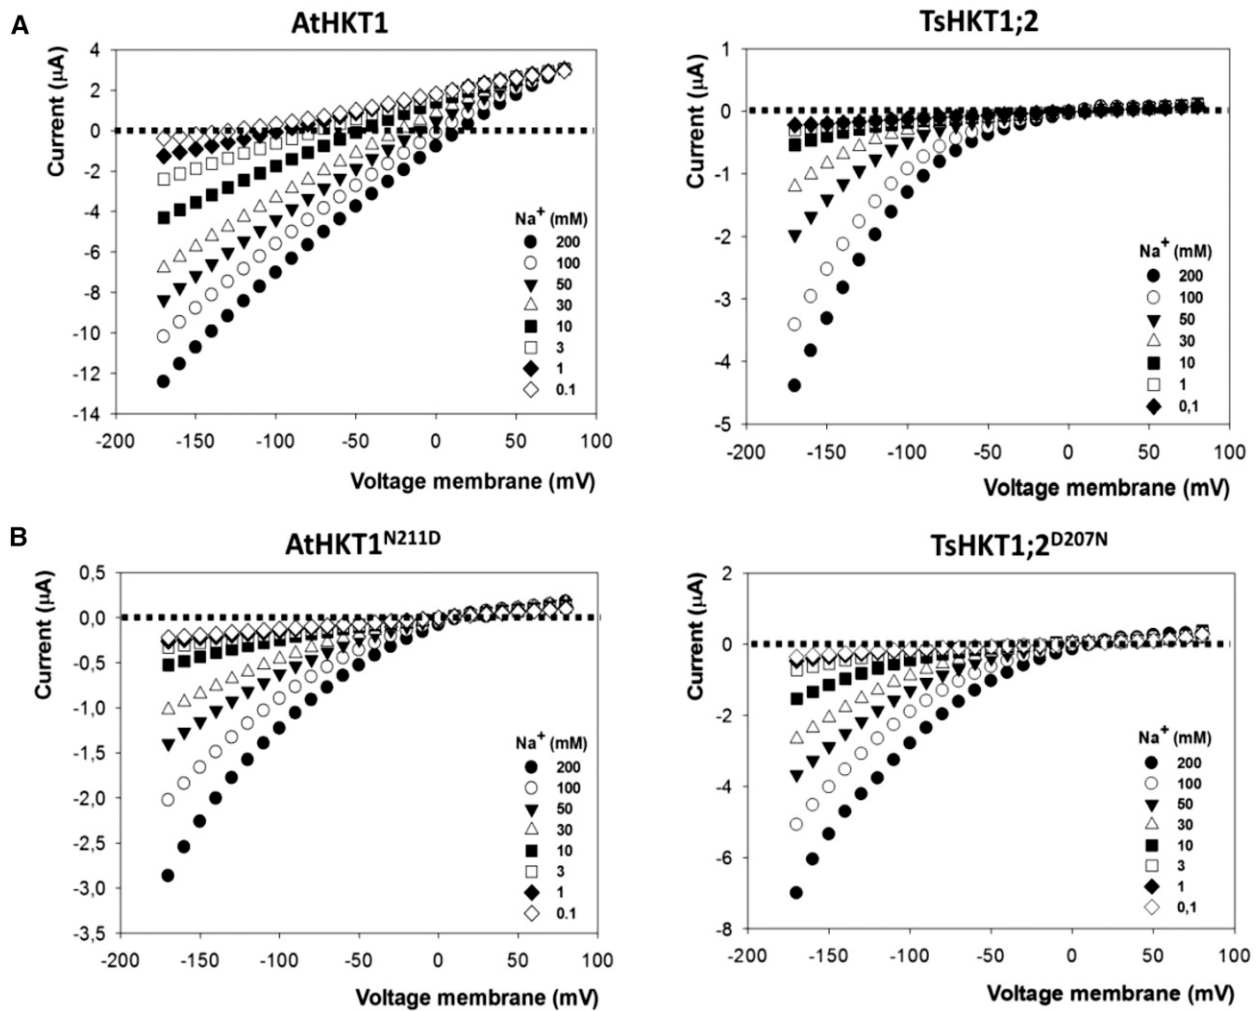 A
AtHKT1
Current (µA)
4
2
0
-2
-4
-6
-8
-10
-12
-14
-200 -150 -100 -50 0 50 100
Voltage membrane (mV)
Na+ (mM)
200
100
50
30
10
3
1
0.1
TsHKT1;2
Current (µA)
1
0
-1
-2
-3
-4
-5
-200 -150 -100 -50 0 50 100
Voltage membrane (mV)
Na+ (mM)
200
100
50
30
10
1
0,1
B
AtHKT1N211D
Current (µA)
0,5
0,0
-0,5
-1,0
-1,5
-2,0
-2,5
-3,0
-3,5
-200 -150 -100 -50 0 50 100
Voltage membrane (mV)
Na+ (mM)
200
100
50
30
10
3
1
0.1
TsHKT1;2D207N
Current (µA)
2
0
-2
-4
-6
-8
-200 -150 -100 -50 0 50 100
Voltage membrane (mV)
Na+ (mM)
200
100
50
30
10
3
1
0,1